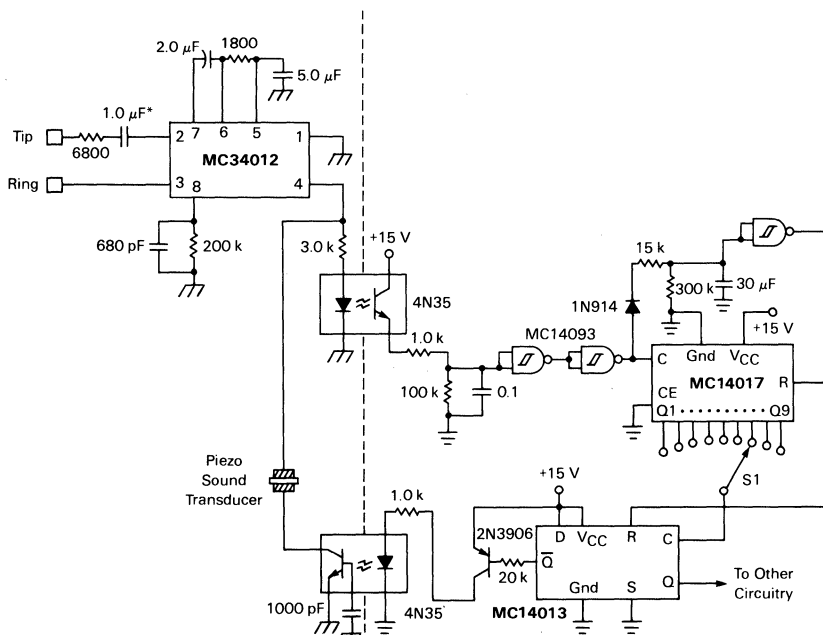 2.0 μF
1800
5.0 μF
1.0 μF*
Tip
6800
2
7
6
5
1
MC34012
Ring
3
8
4
680 pF
200 k
3.0 k
+15 V
4N35
1.0 k
100 k
0.1
MC14093
1N914
15 k
300 k
30 μF
+15 V
C
Gnd
VCC
R
MC14017
CE
Q1 . . . . . . . . . Q9
S1
Piezo
Sound
Transducer
1.0 k
+15 V
2N3906
20 k
D
VCC
R
C
Q̅
Q
Gnd
S
MC14013
To Other
Circuitry
1000 pF
4N35